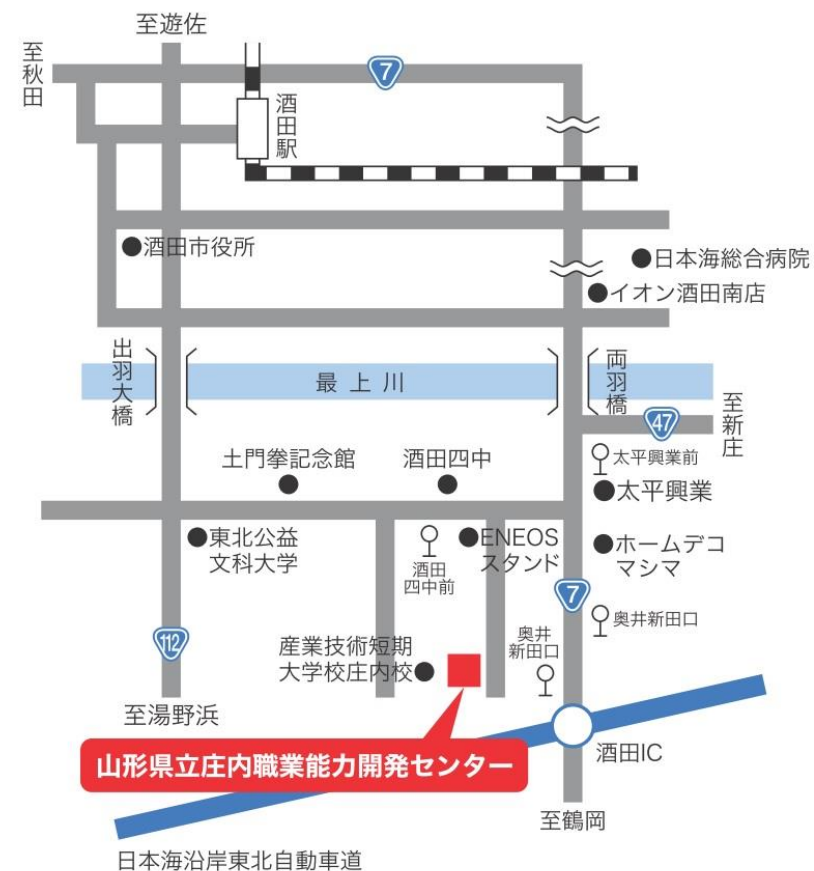 至遊佐
至秋田
7
酒田駅
酒田市役所
日本海総合病院
イオン酒田南店
出羽大橋
最上川
両羽橋
至新庄
47
太平興業前
土門拳記念館
酒田四中
太平興業
東北公益
文科大学
ENEOS
スタンド
ホームデコ
マシマ
酒田
四中前
7
奥井新田口
奥井
新田口
112
産業技術短期
大学校庄内校
至湯野浜
山形県立庄内職業能力開発センター
酒田IC
至鶴岡
日本海沿岸東北自動車道